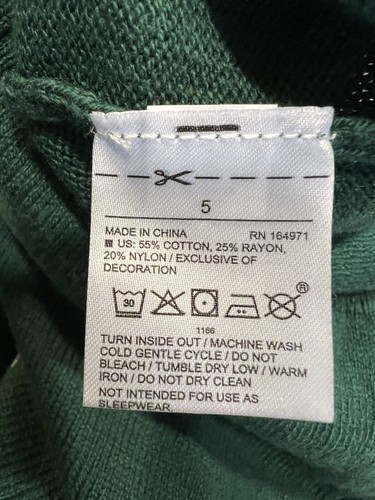 5
MADE IN CHINA RN 164971
US: 55% COTTON, 25% RAYON,
20% NYLON / EXCLUSIVE OF
DECORATION
30
®
1166
TURN INSIDE OUT / MACHINE WASH
COLD GENTLE CYCLE / DO NOT
BLEACH / TUMBLE DRY LOW / WARM
IRON / DO NOT DRY CLEAN
NOT INTENDED FOR USE AS
SLEEPWEAR